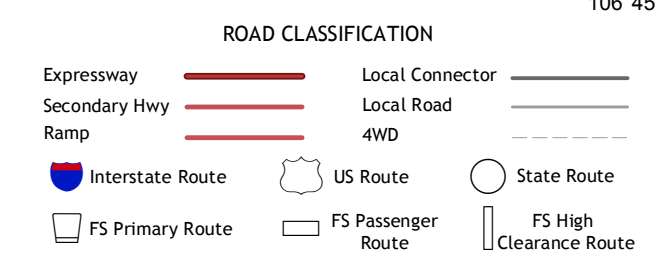 106 45
ROAD CLASSIFICATION
Expressway
Local Connector
Secondary Hwy
Local Road
Ramp
4WD
Interstate Route
US Route
State Route
FS Primary Route
FS Passenger
Route
FS High
Clearance Route